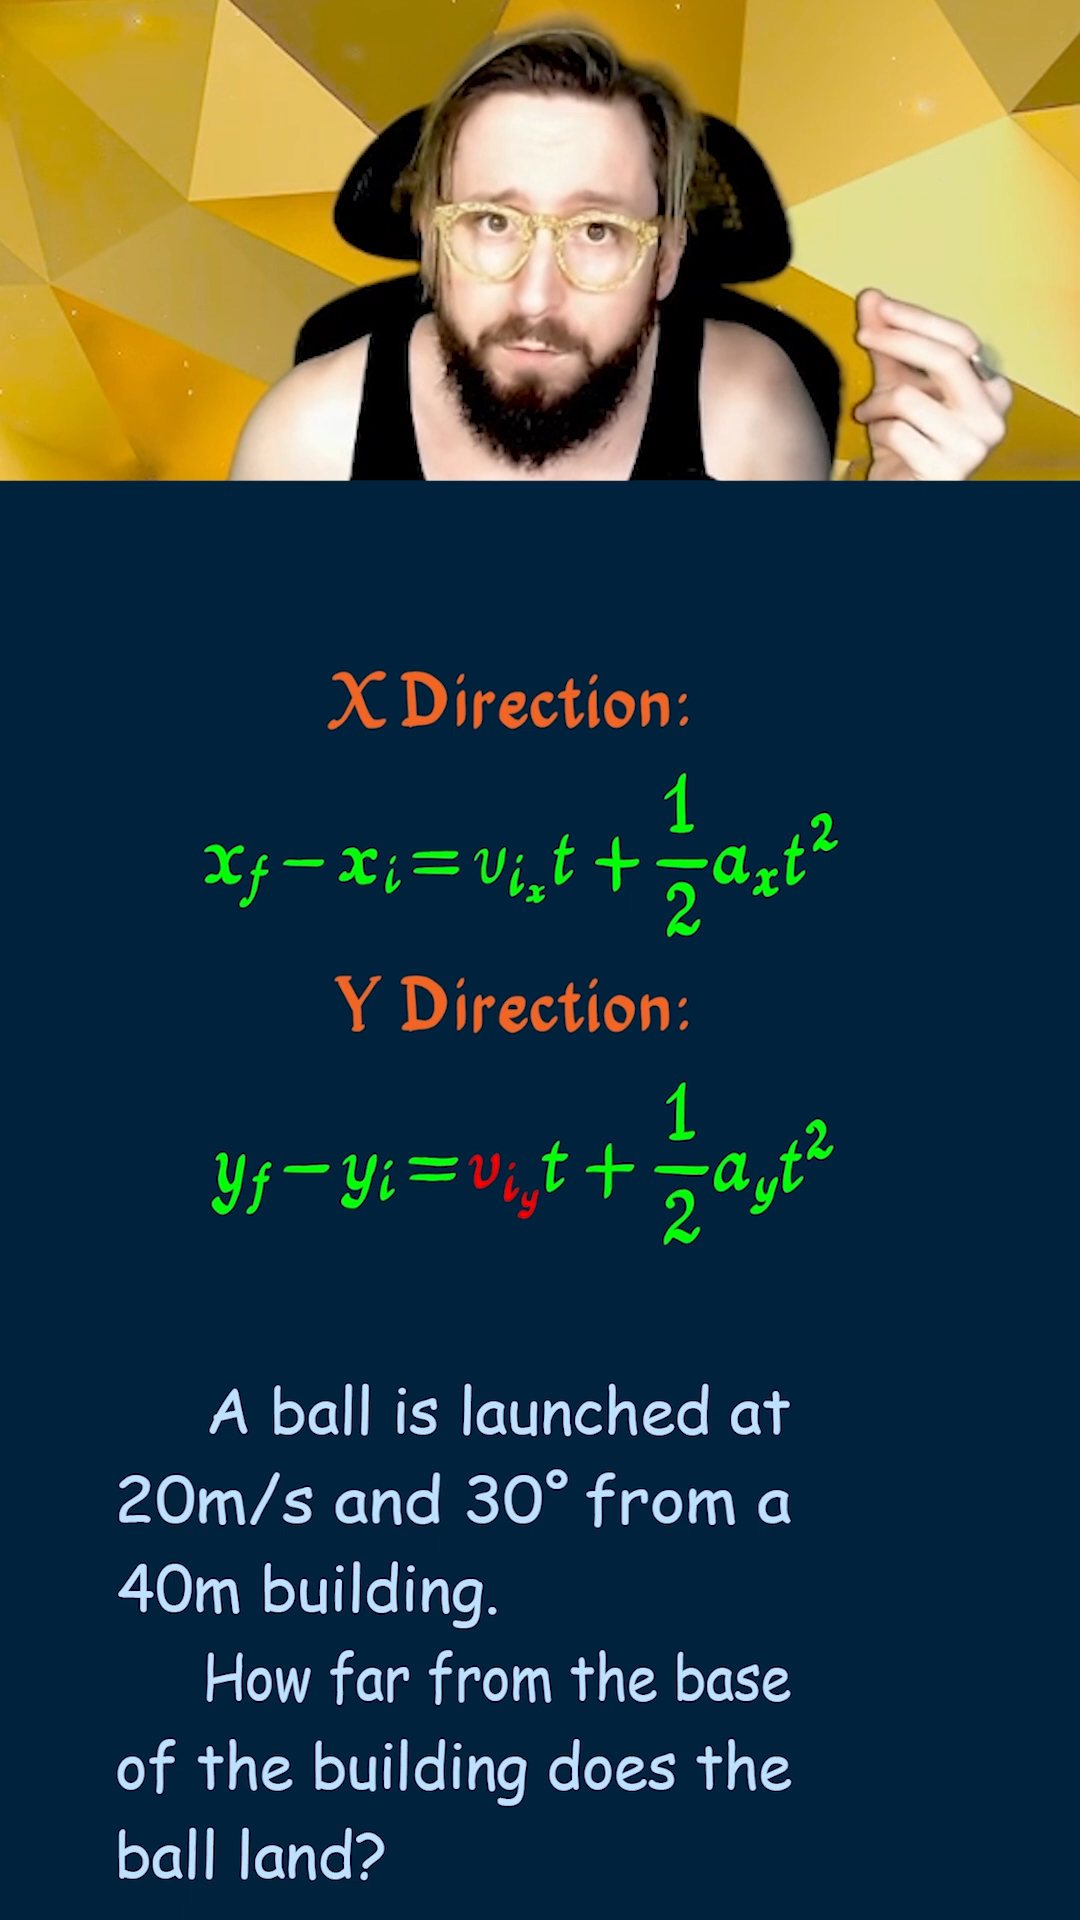 X Direction:
x_f − x_i = v_{i_x} t + \frac{1}{2} a_x t^2
Y Direction:
y_f − y_i = v_{i_y} t + \frac{1}{2} a_y t^2
A ball is launched at
20m/s and 30° from a
40m building.
How far from the base
of the building does the
ball land?